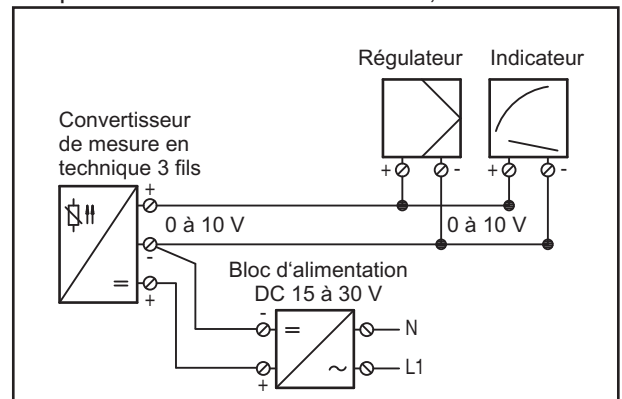 Régulateur Indicateur
Convertisseur
de mesure en
technique 3 fils
+ - + -
+
0 à 10 V 0 à 10 V
-
Bloc d‘alimentation
DC 15 à 30 V
+
- N
L1
+